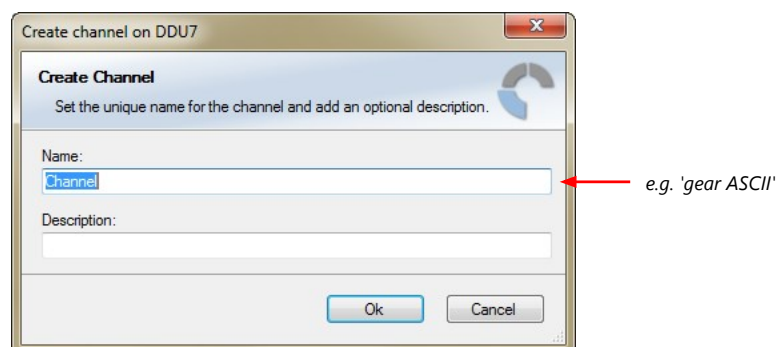 Create channel on DDU7
Create Channel
Set the unique name for the channel and add an optional description.
Name:
Channel
e.g. 'gear ASCII'
Description:
Ok
Cancel